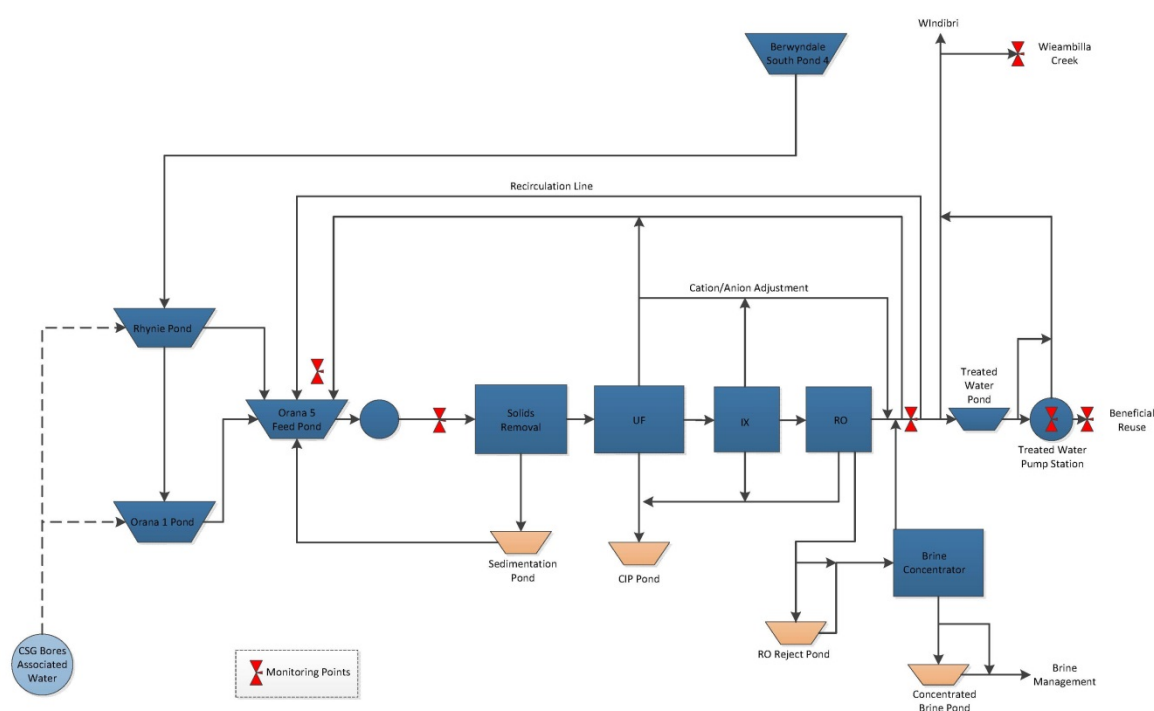 WIndibri
Berwyndale
South Pond 4
Wieambilla
Creek
Recirculation Line
Cation/Anion Adjustment
Rhynie Pond
Treated
Water
Pond
Orana 5
Feed Pond
Solids
Removal
UF
IX
RO
Beneficial
Reuse
Treated Water
Pump Station
Orana 1 Pond
Sedimentation
Pond
CIP Pond
Brine
Concentrator
RO Reject Pond
CSG Bores
Associated
Water
Monitoring Points
Brine
Management
Concentrated
Brine Pond